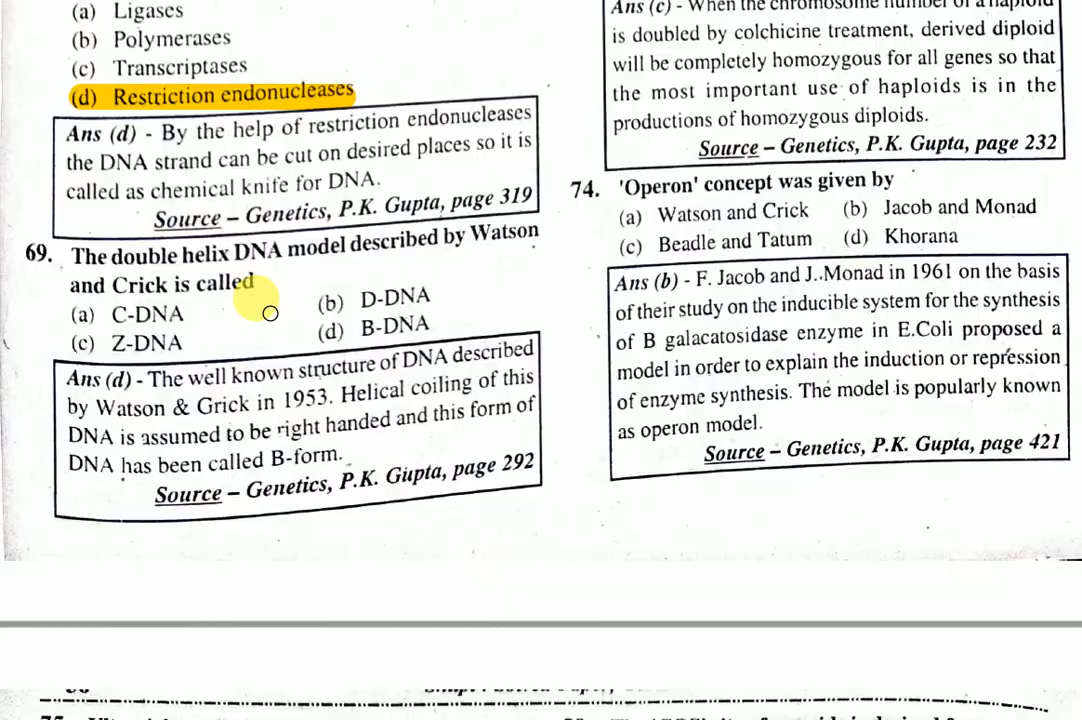 (a) Ligases
(b) Polymerases
(c) Transcriptases
(d) Restriction endonucleases
Ans (d) - By the help of restriction endonucleases
the DNA strand can be cut on desired places so it is
called as chemical knife for DNA.
Source – Genetics, P.K. Gupta, page 319
69. The double helix DNA model described by Watson
and Crick is called
(a) C-DNA (b) D-DNA
(c) Z-DNA (d) B-DNA
Ans (d) - The well known structure of DNA described
by Watson & Grick in 1953. Helical coiling of this
DNA is assumed to be right handed and this form of
DNA has been called B-form.
Source – Genetics, P.K. Gupta, page 292
Ans (c) - When the chromosome number of a haploid
is doubled by colchicine treatment, derived diploid
will be completely homozygous for all genes so that
the most important use of haploids is in the
productions of homozygous diploids.
Source – Genetics, P.K. Gupta, page 232
74. 'Operon' concept was given by
(a) Watson and Crick (b) Jacob and Monad
(c) Beadle and Tatum (d) Khorana
Ans (b) - F. Jacob and J. Monad in 1961 on the basis
of their study on the inducible system for the synthesis
of B galacatosidase enzyme in E.Coli proposed a
model in order to explain the induction or repression
of enzyme synthesis. The model is popularly known
as operon model.
Source – Genetics, P.K. Gupta, page 421